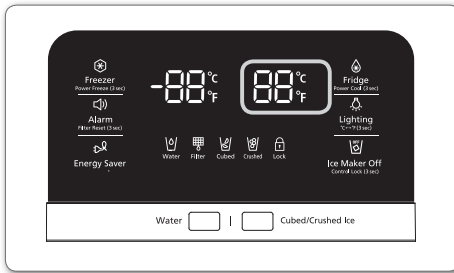 Freezer
Power Freeze (3 sec)
Alarm
Filter Reset (3 sec)
Energy Saver
-88°C
°F
88°C
°F
Water
Filter
Cubed
Crushed
Lock
Fridge
Power Cool (3 sec)
Lighting
°C↔°F (3 sec)
OFF
Ice Maker Off
Control Lock (3 sec)
Water
Cubed/Crushed Ice